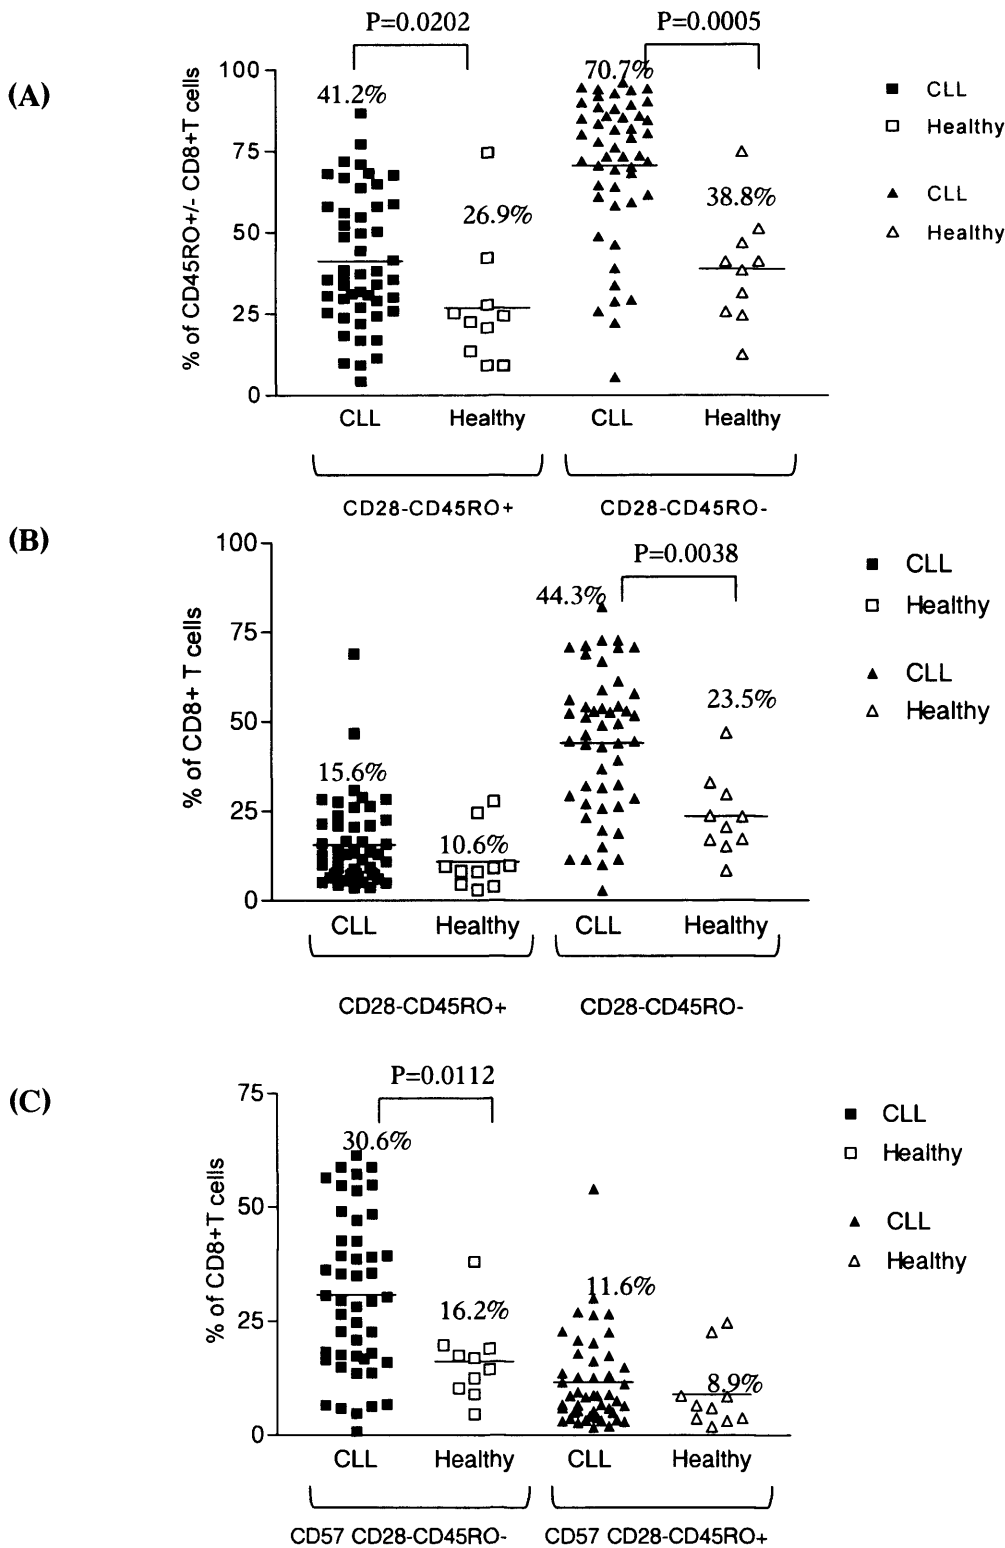 P=0.0202
P=0.0005
(A)
% of CD45RO+/- CD8+T cells
100
75
50
25
0
41.2%
26.9%
70.7%
38.8%
CLL
Healthy
CLL
Healthy
CLL
Healthy
CLL
Healthy
CD28-CD45RO+
CD28-CD45RO-
(B)
% of CD8+ T cells
100
75
50
25
0
P=0.0038
15.6%
10.6%
44.3%
23.5%
CLL
Healthy
CLL
Healthy
CLL
Healthy
CLL
Healthy
CD28-CD45RO+
CD28-CD45RO-
(C)
% of CD8+T cells
75
50
25
0
P=0.0112
30.6%
16.2%
11.6%
8.9%
CLL
Healthy
CLL
Healthy
CLL
Healthy
CLL
Healthy
CD57 CD28-CD45RO-
CD57 CD28-CD45RO+